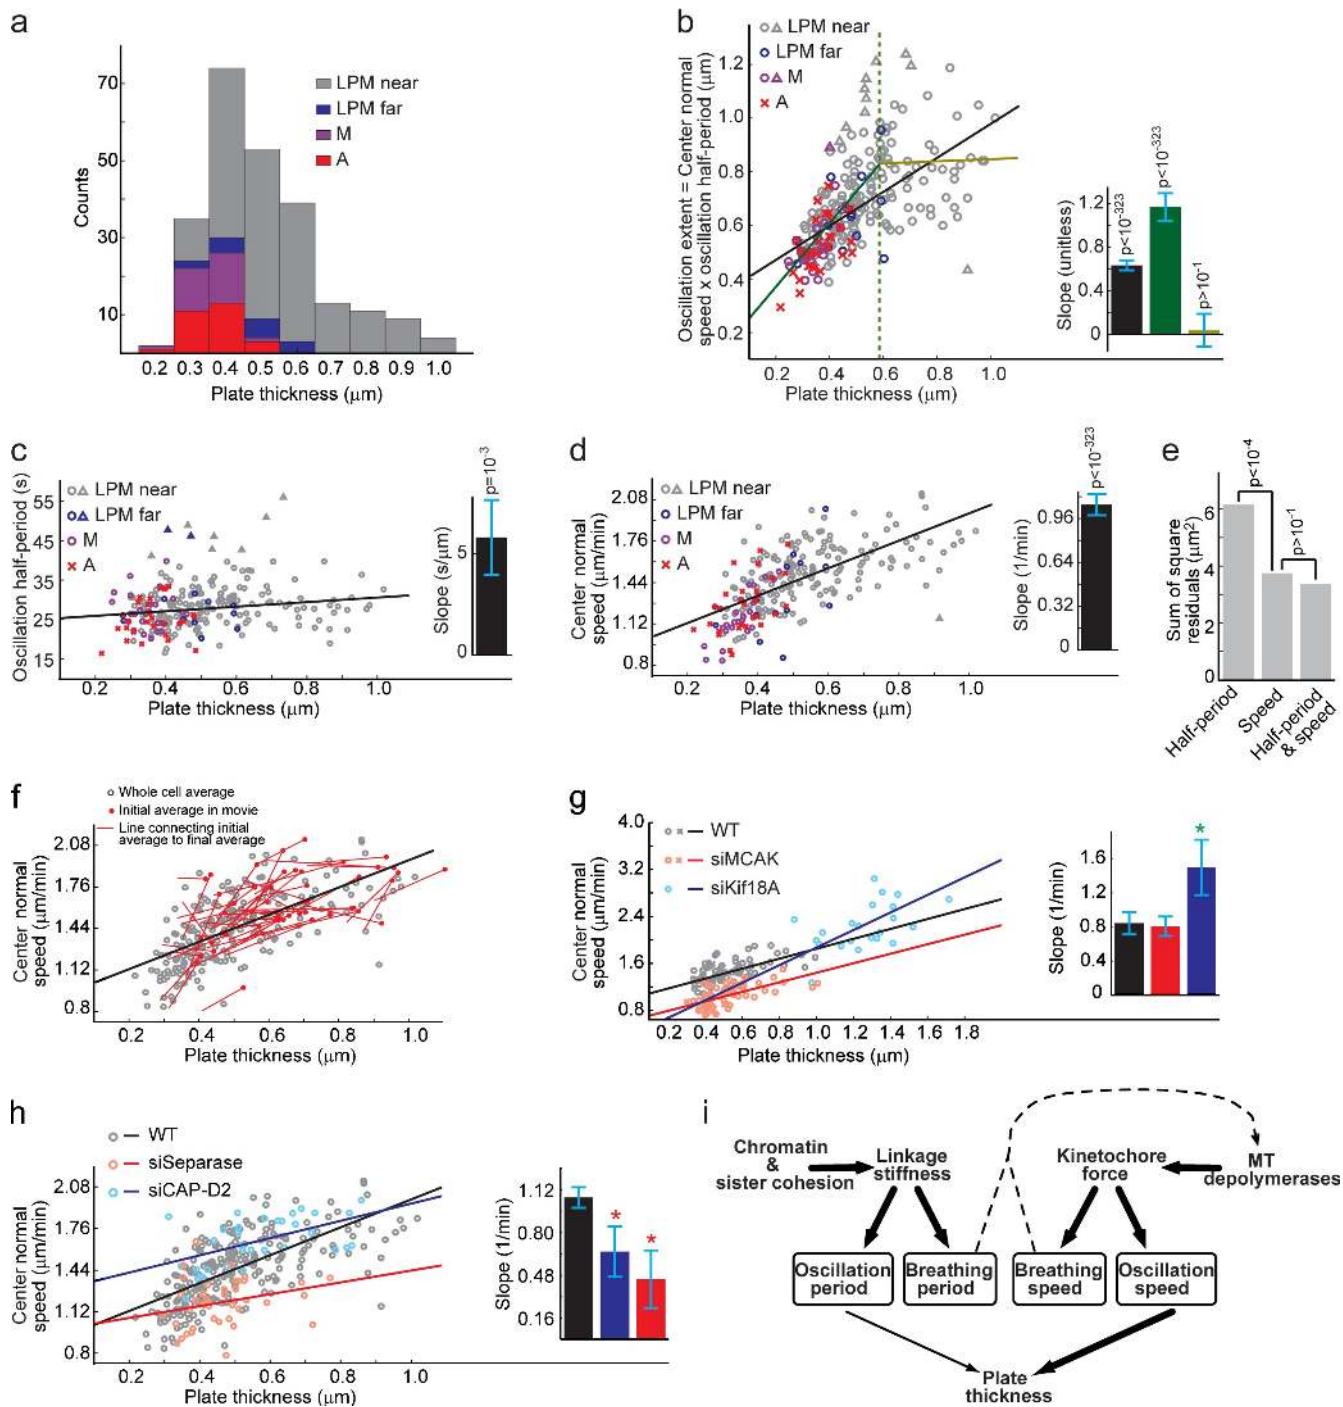 a
70
50
30
10
Counts
LPM near
LPM far
M
A
0.2 0.3 0.4 0.5 0.6 0.7 0.8 0.9 1.0
Plate thickness (μm)
b
Oscillation extent = Center normal
speed x oscillation half-period (μm)
1.2
1.0
0.8
0.6
0.4
0.2
LPM near
LPM far
M
A
0.2 0.4 0.6 0.8 1.0
Plate thickness (μm)
Slope (unitless)
1.2
0.6
0
p<10-323
p<10-323
p>10-1
c
Oscillation half-period (s)
55
45
35
25
15
LPM near
LPM far
M
A
0.2 0.4 0.6 0.8 1.0
Plate thickness (μm)
Slope (s/μm)
5
0
p=10-3
d
Center normal
speed (μm/min)
2.08
1.76
1.44
1.12
0.8
LPM near
LPM far
M
A
0.2 0.4 0.6 0.8 1.0
Plate thickness (μm)
Slope (1/min)
0.96
0.64
0.32
0
p<10-323
e
Sum of square
residuals (μm2)
6
4
2
0
p<10-4
p>10-1
Half-period
Speed
Half-period
& speed
f
Whole cell average
Initial average in movie
Line connecting initial
average to final average
Center normal
speed (μm/min)
2.08
1.76
1.44
1.12
0.8
0.2 0.4 0.6 0.8 1.0
Plate thickness (μm)
g
Center normal
speed (μm/min)
4.0
3.2
2.4
1.6
0.8
WT
siMCAK
siKif18A
0.2 0.4 0.6 0.8 1.0 1.2 1.4 1.6 1.8
Plate thickness (μm)
Slope (1/min)
1.6
1.2
0.8
0.4
0
*
h
Center normal
speed (μm/min)
2.08
1.76
1.44
1.12
0.8
WT
siSeparase
siCAP-D2
0.2 0.4 0.6 0.8 1.0
Plate thickness (μm)
Slope (1/min)
1.12
0.80
0.48
0.16
*
*
i
Chromatin
&
sister cohesion
Linkage
stiffness
Kinetochore
force
MT
depolymerases
Oscillation
period
Breathing
period
Breathing
speed
Oscillation
speed
Plate
thickness